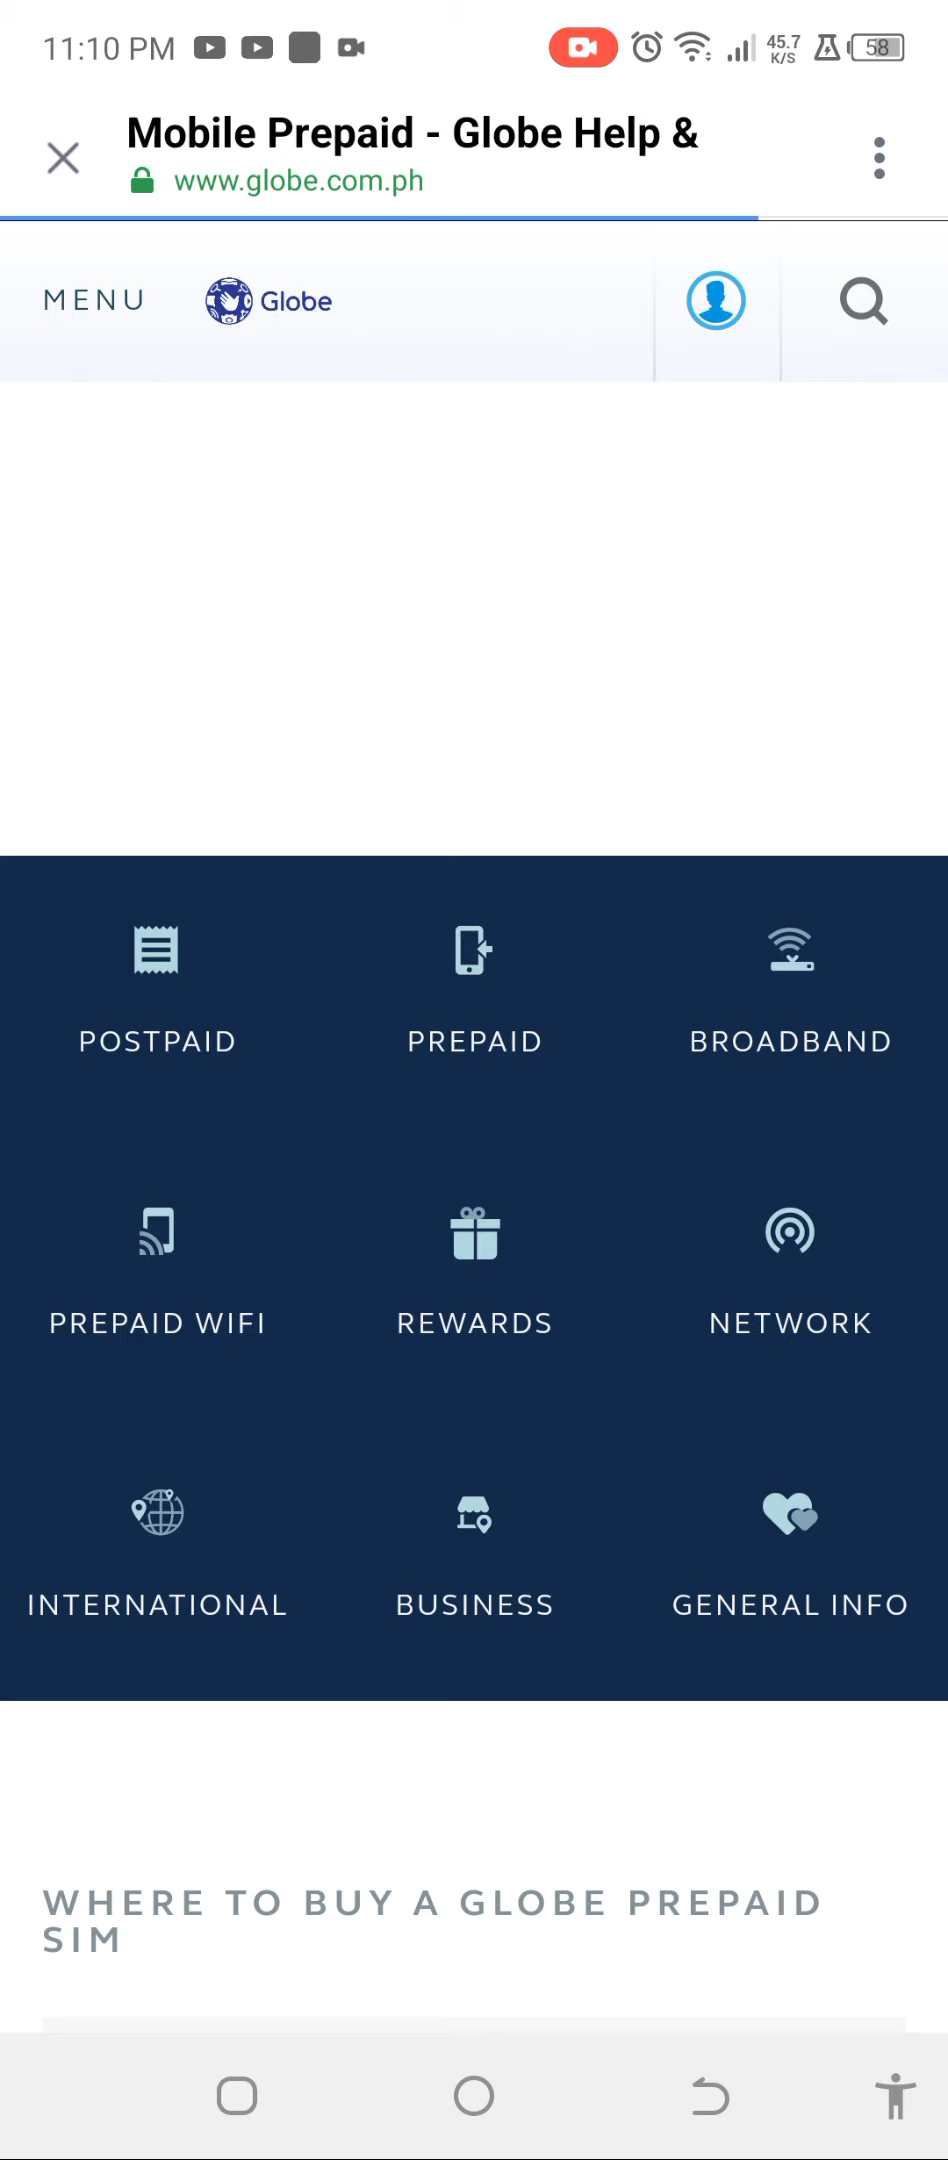 11:10 PM
45.7
K/S
58
Mobile Prepaid - Globe Help &
www.globe.com.ph
MENU
Globe
POSTPAID
PREPAID
BROADBAND
PREPAID WIFI
REWARDS
NETWORK
INTERNATIONAL
BUSINESS
GENERAL INFO
WHERE TO BUY A GLOBE PREPAID
SIM